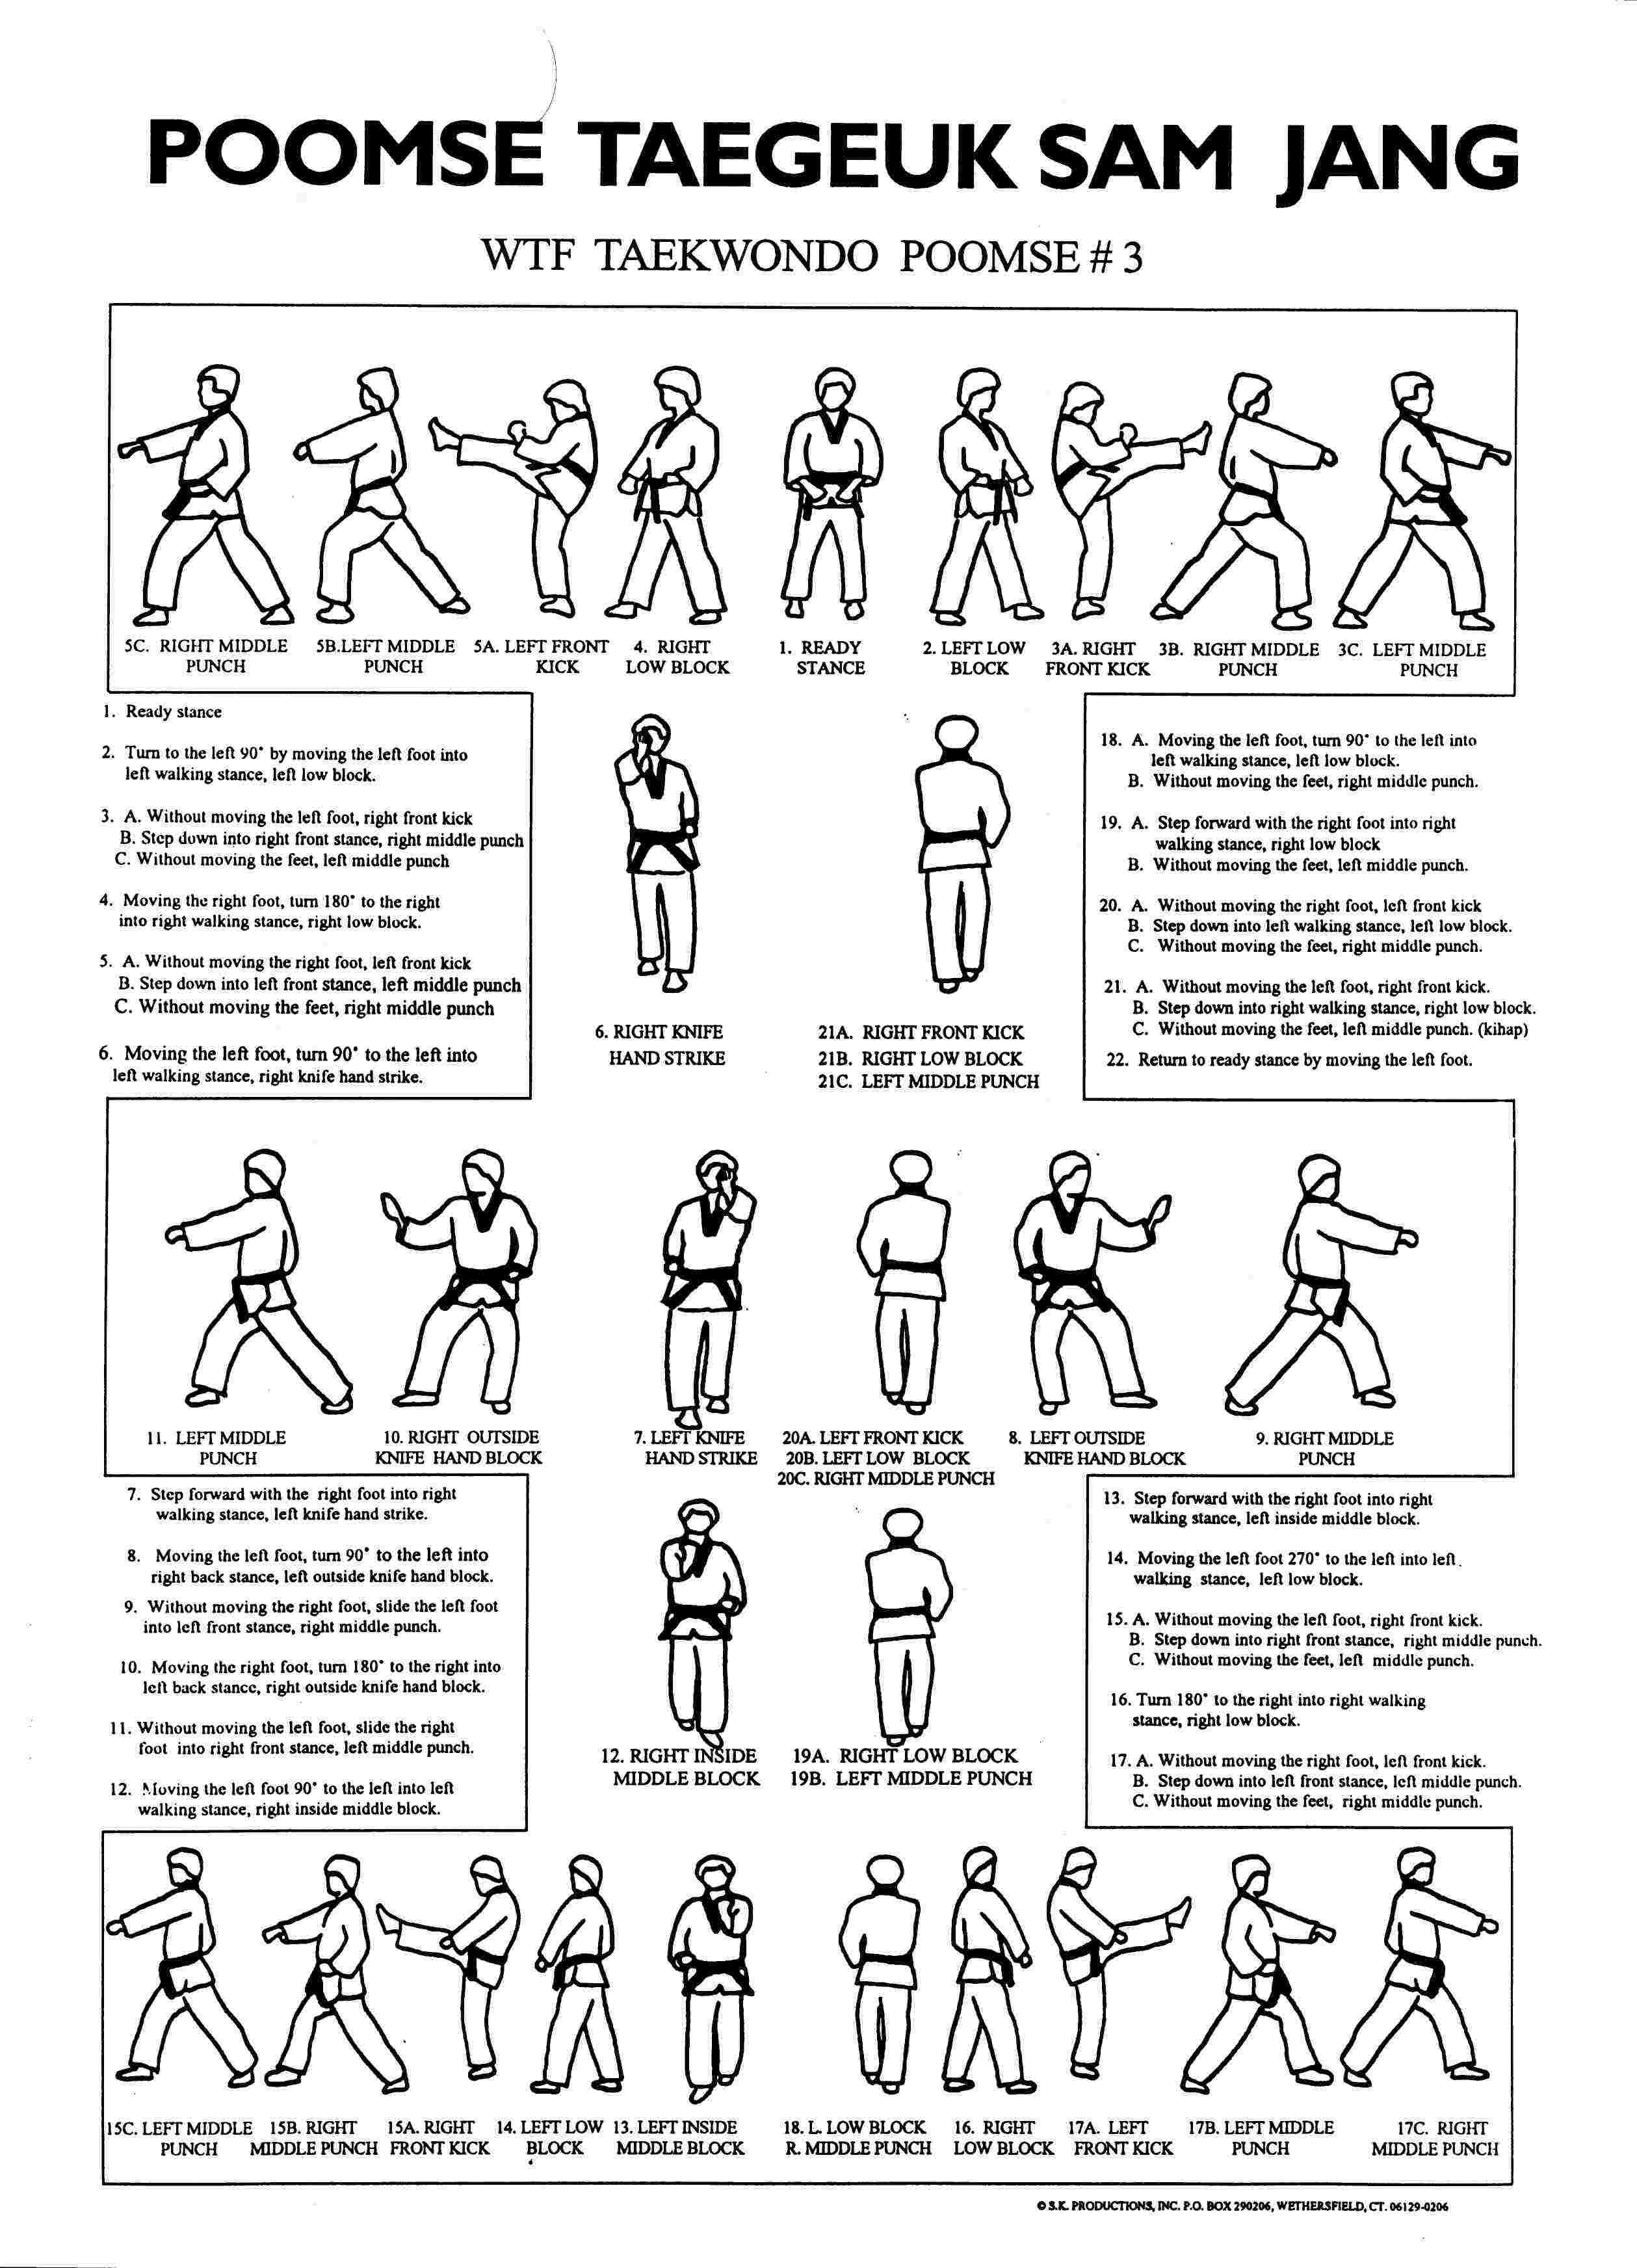 POOMSE TAEGEUK SAM JANG
WTF TAEKWONDO POOMSE # 3
5C. RIGHT MIDDLE
PUNCH
5B. LEFT MIDDLE
PUNCH
5A. LEFT FRONT
KICK
4. RIGHT
LOW BLOCK
1. READY
STANCE
2. LEFT LOW
BLOCK
3A. RIGHT
FRONT KICK
3B. RIGHT MIDDLE
PUNCH
3C. LEFT MIDDLE
PUNCH
1. Ready stance
2. Turn to the left 90° by moving the left foot into
left walking stance, left low block.
3. A. Without moving the left foot, right front kick
B. Step down into right front stance, right middle punch
C. Without moving the feet, left middle punch
4. Moving the right foot, turn 180° to the right
into right walking stance, right low block.
5. A. Without moving the right foot, left front kick
B. Step down into left front stance, left middle punch
C. Without moving the feet, right middle punch
6. Moving the left foot, turn 90° to the left into
left walking stance, right knife hand strike.
6. RIGHT KNIFE
HAND STRIKE
21A. RIGHT FRONT KICK
21B. RIGHT LOW BLOCK
21C. LEFT MIDDLE PUNCH
18. A. Moving the left foot, turn 90° to the left into
left walking stance, left low block.
B. Without moving the feet, right middle punch.
19. A. Step forward with the right foot into right
walking stance, right low block
B. Without moving the feet, left middle punch.
20. A. Without moving the right foot, left front kick
B. Step down into left walking stance, left low block.
C. Without moving the feet, right middle punch.
21. A. Without moving the left foot, right front kick.
B. Step down into right walking stance, right low block.
C. Without moving the feet, left middle punch. (kihap)
22. Return to ready stance by moving the left foot.
11. LEFT MIDDLE
PUNCH
10. RIGHT OUTSIDE
KNIFE HAND BLOCK
7. LEFT KNIFE
HAND STRIKE
20A. LEFT FRONT KICK
20B. LEFT LOW BLOCK
20C. RIGHT MIDDLE PUNCH
8. LEFT OUTSIDE
KNIFE HAND BLOCK
9. RIGHT MIDDLE
PUNCH
7. Step forward with the right foot into right
walking stance, left knife hand strike.
8. Moving the left foot, turn 90° to the left into
right back stance, left outside knife hand block.
9. Without moving the right foot, slide the left foot
into left front stance, right middle punch.
10. Moving the right foot, turn 180° to the right into
left back stance, right outside knife hand block.
11. Without moving the left foot, slide the right
foot into right front stance, left middle punch.
12. Moving the left foot 90° to the left into left
walking stance, right inside middle block.
12. RIGHT INSIDE
MIDDLE BLOCK
19A. RIGHT LOW BLOCK
19B. LEFT MIDDLE PUNCH
13. Step forward with the right foot into right
walking stance, left inside middle block.
14. Moving the left foot 270° to the left into left
walking stance, left low block.
15. A. Without moving the left foot, right front kick.
B. Step down into right front stance, right middle punch.
C. Without moving the feet, left middle punch.
16. Turn 180° to the right into right walking
stance, right low block.
17. A. Without moving the right foot, left front kick.
B. Step down into left front stance, left middle punch.
C. Without moving the feet, right middle punch.
15C. LEFT MIDDLE
PUNCH
15B. RIGHT
MIDDLE PUNCH
15A. RIGHT
FRONT KICK
14. LEFT LOW
BLOCK
13. LEFT INSIDE
MIDDLE BLOCK
18. L. LOW BLOCK
R. MIDDLE PUNCH
16. RIGHT
LOW BLOCK
17A. LEFT
FRONT KICK
17B. LEFT MIDDLE
PUNCH
17C. RIGHT
MIDDLE PUNCH
© S.K. PRODUCTIONS, INC. P.O. BOX 290206, WETHERSFIELD, CT. 06129-0206